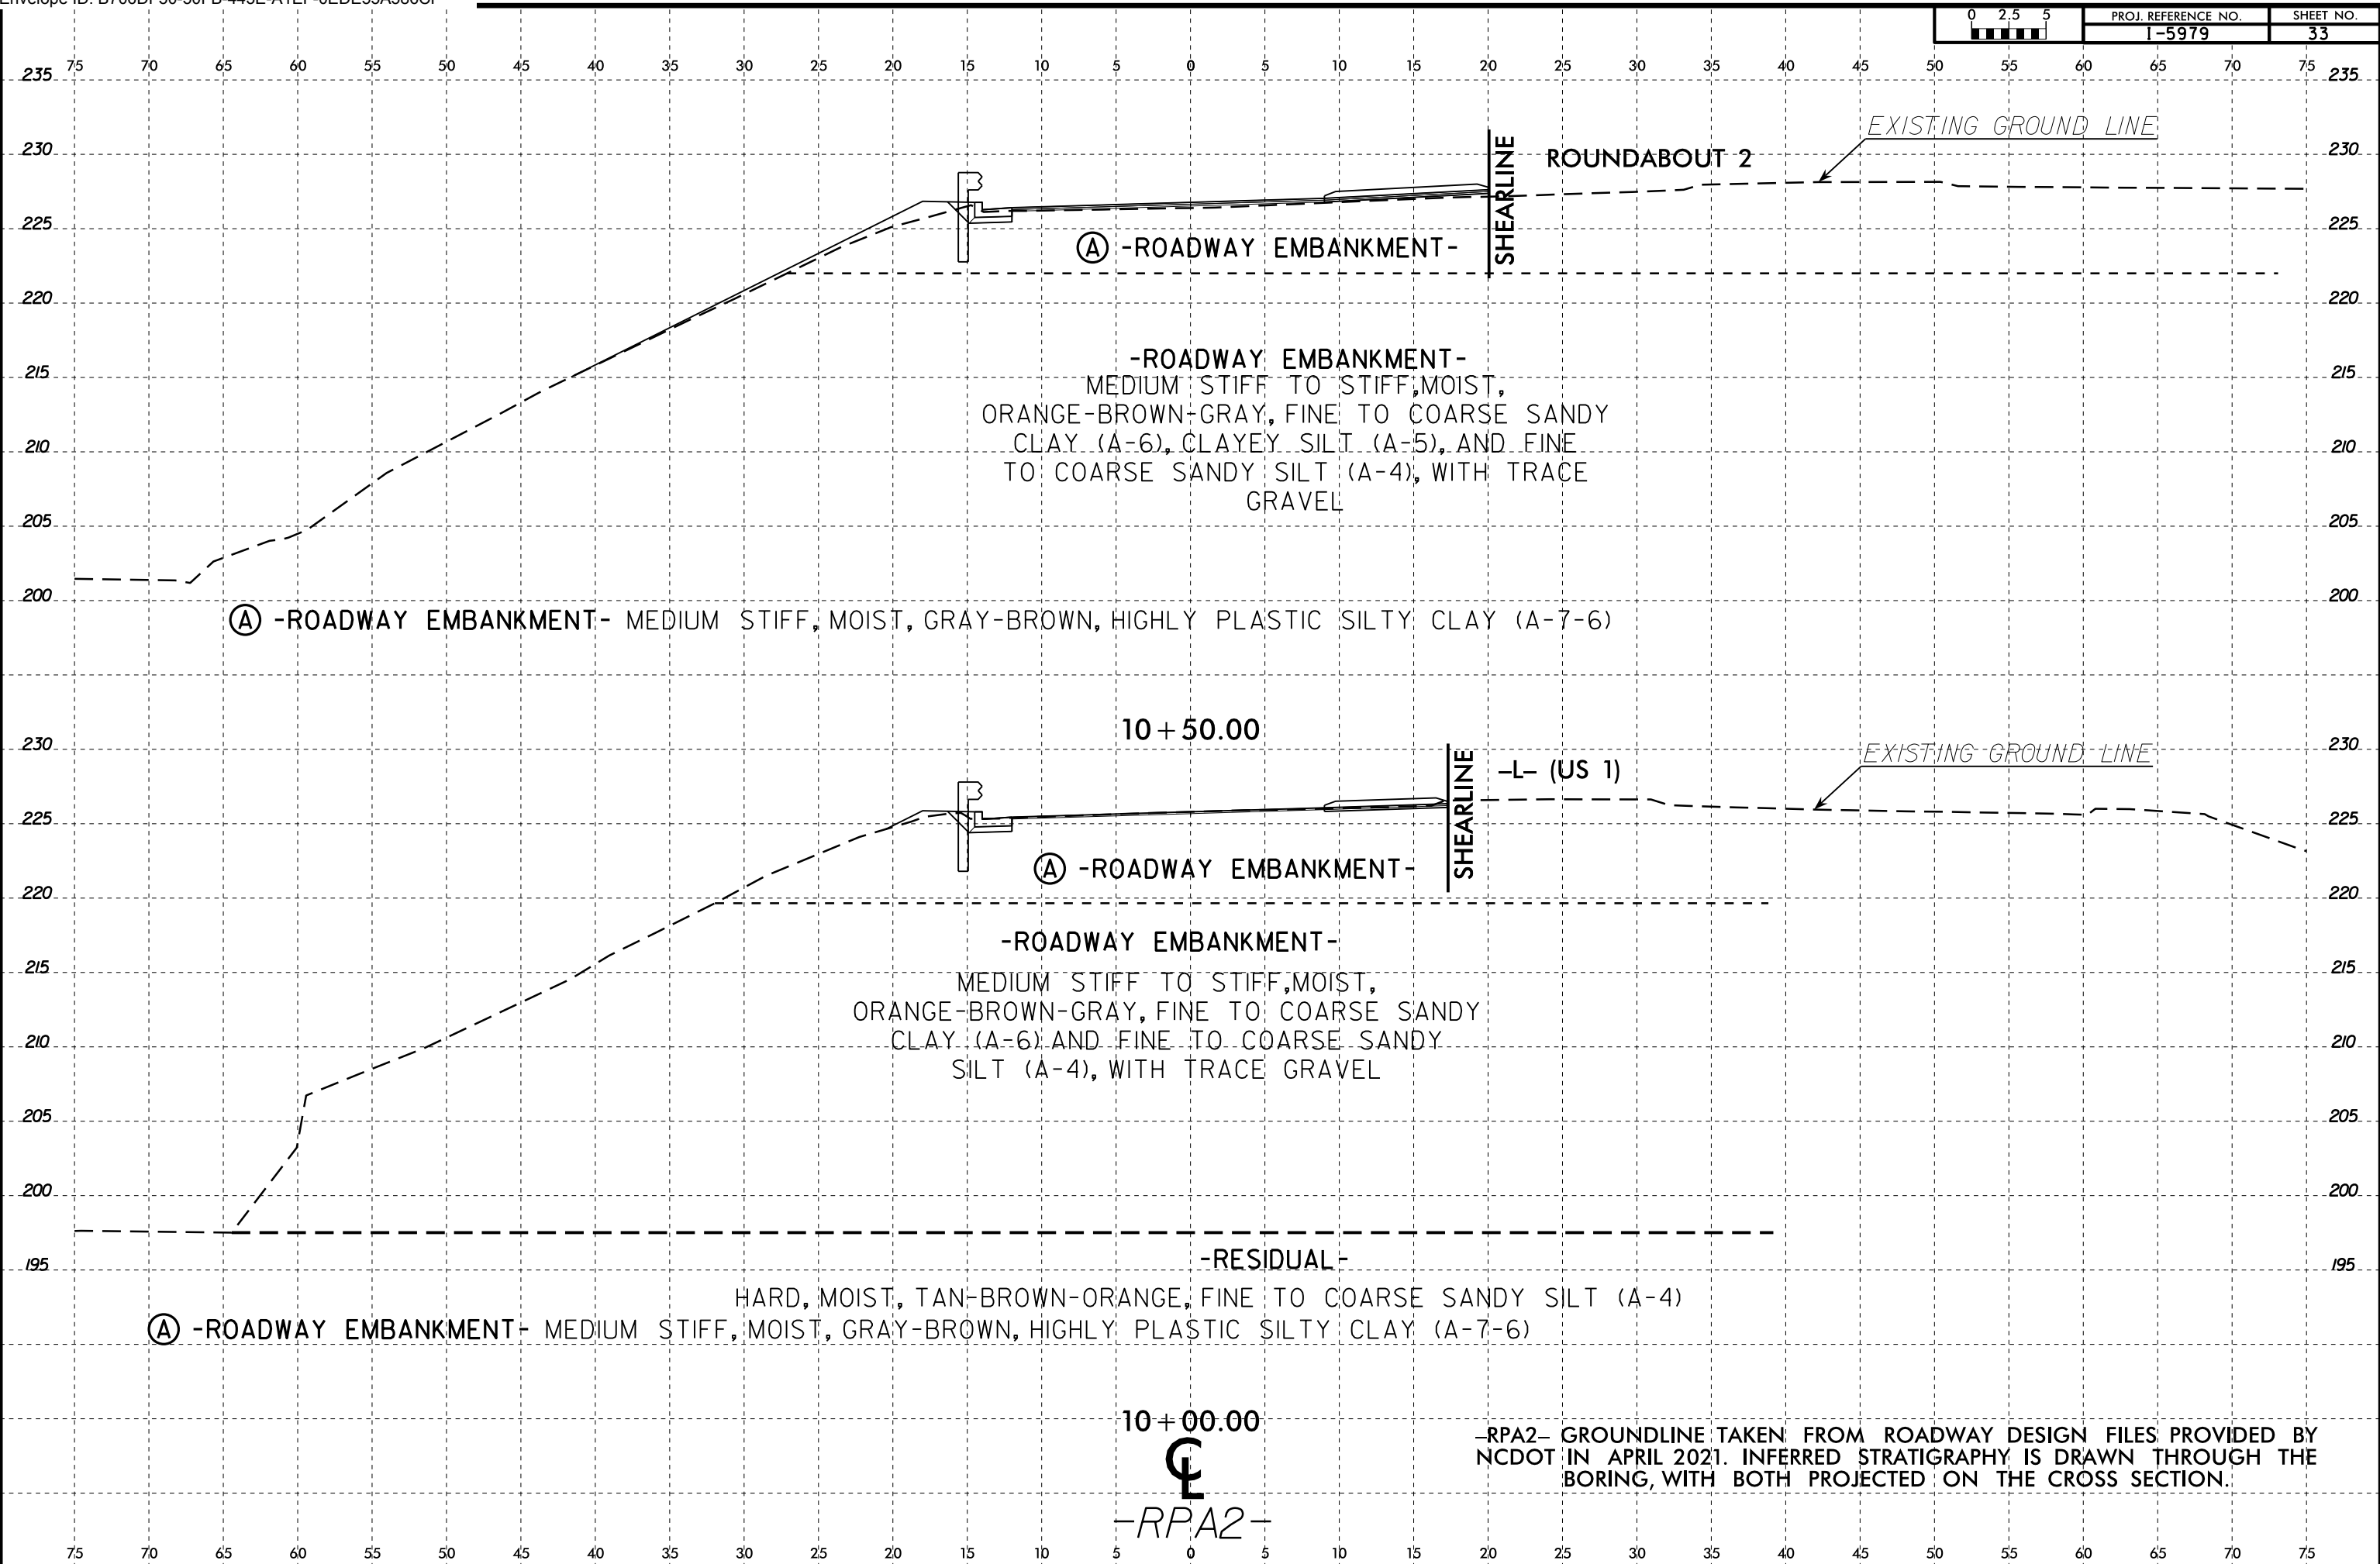 0 2.5 5
PROJ. REFERENCE NO. SHEET NO.
I-5979 33
75 70 65 60 55 50 45 40 35 30 25 20 15 10 5 0 5 10 15 20 25 30 35 40 45 50 55 60 65 70 75
235 235
EXISTING GROUND LINE
230 230
ROUNDABOUT 2
SHEARLINE
225 225
A -ROADWAY EMBANKMENT-
220 220
-ROADWAY EMBANKMENT-
215 215
MEDIUM STIFF TO STIFF, MOIST,
ORANGE-BROWN-GRAY, FINE TO COARSE SANDY
210 210
CLAY (A-6), CLAYEY SILT (A-5), AND FINE
TO COARSE SANDY SILT (A-4), WITH TRACE
GRAVEL
205 205
200 200
A -ROADWAY EMBANKMENT- MEDIUM STIFF, MOIST, GRAY-BROWN, HIGHLY PLASTIC SILTY CLAY (A-7-6)
10+50.00
230 230
EXISTING GROUND LINE
-L- (US 1)
SHEARLINE
225 225
A -ROADWAY EMBANKMENT-
220 220
-ROADWAY EMBANKMENT-
215 215
MEDIUM STIFF TO STIFF, MOIST,
ORANGE-BROWN-GRAY, FINE TO COARSE SANDY
210 210
CLAY (A-6) AND FINE TO COARSE SANDY
SILT (A-4), WITH TRACE GRAVEL
205 205
200 200
-RESIDUAL-
195 195
HARD, MOIST, TAN-BROWN-ORANGE, FINE TO COARSE SANDY SILT (A-4)
A -ROADWAY EMBANKMENT- MEDIUM STIFF, MOIST, GRAY-BROWN, HIGHLY PLASTIC SILTY CLAY (A-7-6)
10+00.00
CL
-RPA2-
-RPA2- GROUNDLINE TAKEN FROM ROADWAY DESIGN FILES PROVIDED BY
NCDOT IN APRIL 2021. INFERRED STRATIGRAPHY IS DRAWN THROUGH THE
BORING, WITH BOTH PROJECTED ON THE CROSS SECTION.
75 70 65 60 55 50 45 40 35 30 25 20 15 10 5 0 5 10 15 20 25 30 35 40 45 50 55 60 65 70 75